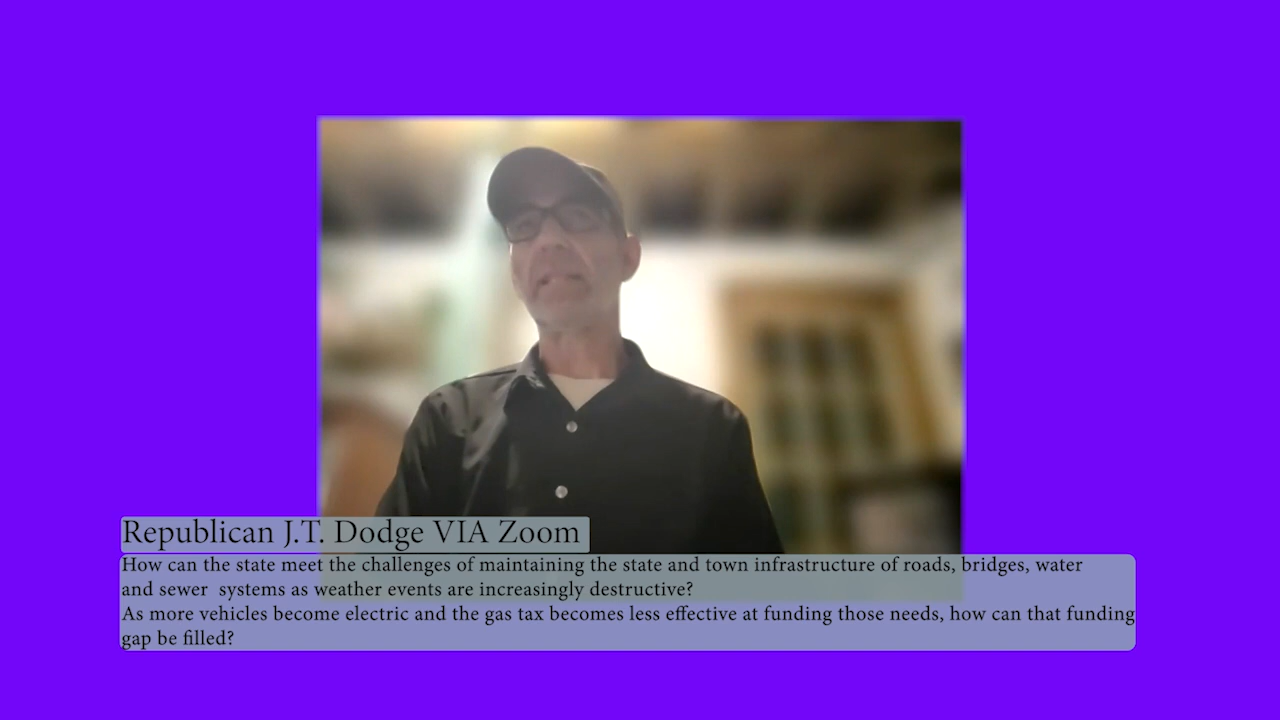 Republican J.T. Dodge VIA Zoom
How can the state meet the challenges of maintaining the state and town infrastructure of roads, bridges, water
and sewer  systems as weather events are increasingly destructive?
As more vehicles become electric and the gas tax becomes less effective at funding those needs, how can that funding
gap be filled?